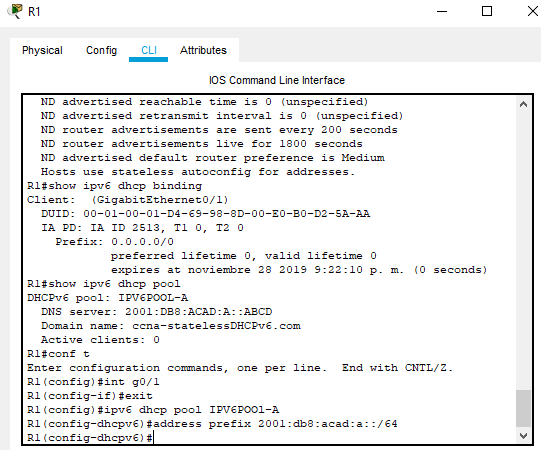 R1
Physical Config CLI Attributes
IOS Command Line Interface
ND advertised reachable time is 0 (unspecified)
ND advertised retransmit interval is 0 (unspecified)
ND router advertisements are sent every 200 seconds
ND router advertisements live for 1800 seconds
ND advertised default router preference is Medium
Hosts use stateless autoconfig for addresses.
R1#show ipv6 dhcp binding
Client:  (GigabitEthernet0/1)
DUID: 00-01-00-01-D4-69-98-8D-00-E0-B0-D2-5A-AA
IA PD: IA ID 2513, T1 0, T2 0
Prefix: 0.0.0.0/0
preferred lifetime 0, valid lifetime 0
expires at noviembre 28 2019 9:22:10 p. m. (0 seconds)
R1#show ipv6 dhcp pool
DHCPv6 pool: IPV6POOL-A
DNS server: 2001:DB8:ACAD:A::ABCD
Domain name: ccna-statelessDHCPv6.com
Active clients: 0
R1#conf t
Enter configuration commands, one per line.  End with CNTL/Z.
R1(config)#int g0/1
R1(config-if)#exit
R1(config)#ipv6 dhcp pool IPV6POOl-A
R1(config-dhcpv6)#address prefix 2001:db8:acad:a::/64
R1(config-dhcpv6)#